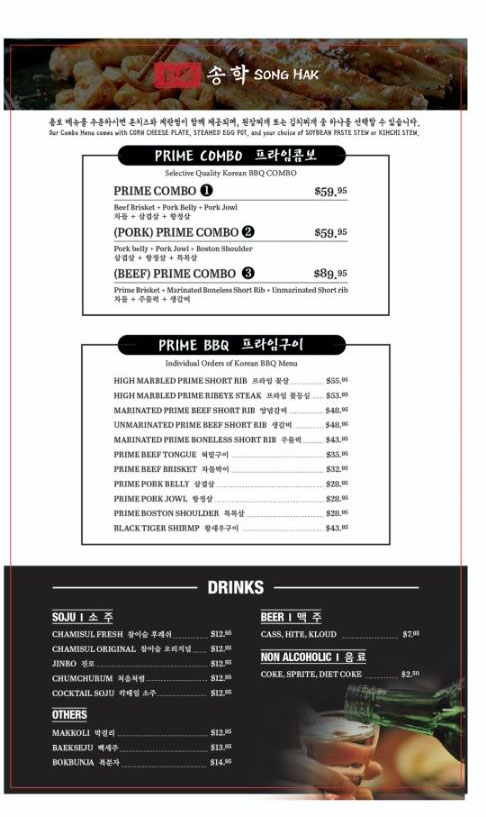 송학 SONG HAK
콤보 메뉴를 주문하시면 콘치즈와 계란찜이 함께 제공되며, 된장찌개 또는 김치찌개 중 하나를 선택할 수 있습니다.
Our Combo Menu comes with CORN CHEESE PLATE, STEAMED EGG POT, and your choice of SOYBEAN PASTE STEW or KIMCHI STEW.
PRIME COMBO 프라임콤보
Selective Quality Korean BBQ COMBO
PRIME COMBO 1 $59.95
Beef Brisket + Pork Belly + Pork Jowl
차돌 + 삼겹살 + 항정살
(PORK) PRIME COMBO 2 $59.95
Pork belly + Pork Jowl + Boston Shoulder
삼겹살 + 항정살 + 목목살
(BEEF) PRIME COMBO 3 $89.95
Prime Brisket + Marinated Boneless Short Rib + Unmarinated Short rib
차돌 + 주물럭 + 생갈비
PRIME BBQ 프라임구이
Individual Orders of Korean BBQ Menu
HIGH MARBLED PRIME SHORT RIB 프라임 꽃살 $55.95
HIGH MARBLED PRIME RIBEYE STEAK 프라임 꽃등심 $53.95
MARINATED PRIME BEEF SHORT RIB 양념갈비 $48.95
UNMARINATED PRIME BEEF SHORT RIB 생갈비 $48.95
MARINATED PRIME BONELESS SHORT RIB 주물럭 $43.95
PRIME BEEF TONGUE 혀밑구이 $35.95
PRIME BEEF BRISKET 차돌박이 $32.95
PRIME PORK BELLY 삼겹살 $28.95
PRIME PORK JOWL 항정살 $28.95
PRIME BOSTON SHOULDER 목목살 $28.95
BLACK TIGER SHIRMP 왕새우구이 $43.95
DRINKS
SOJU | 소 주
CHAMISUL FRESH 참이슬 후레쉬 $12.95
CHAMISUL ORIGINAL 참이슬 오리지널 $12.95
JINRO 진로 $12.95
CHUMCHURUM 처음처럼 $12.95
COCKTAIL SOJU 칵테일 소주 $12.95
OTHERS
MAKKOLI 막걸리 $12.95
BAEKSEJU 백세주 $13.95
BOKBUNJA 복분자 $14.95
BEER | 맥 주
CASS, HITE, KLOUD $7.95
NON ALCOHOLIC | 음 료
COKE, SPRITE, DIET COKE $2.50